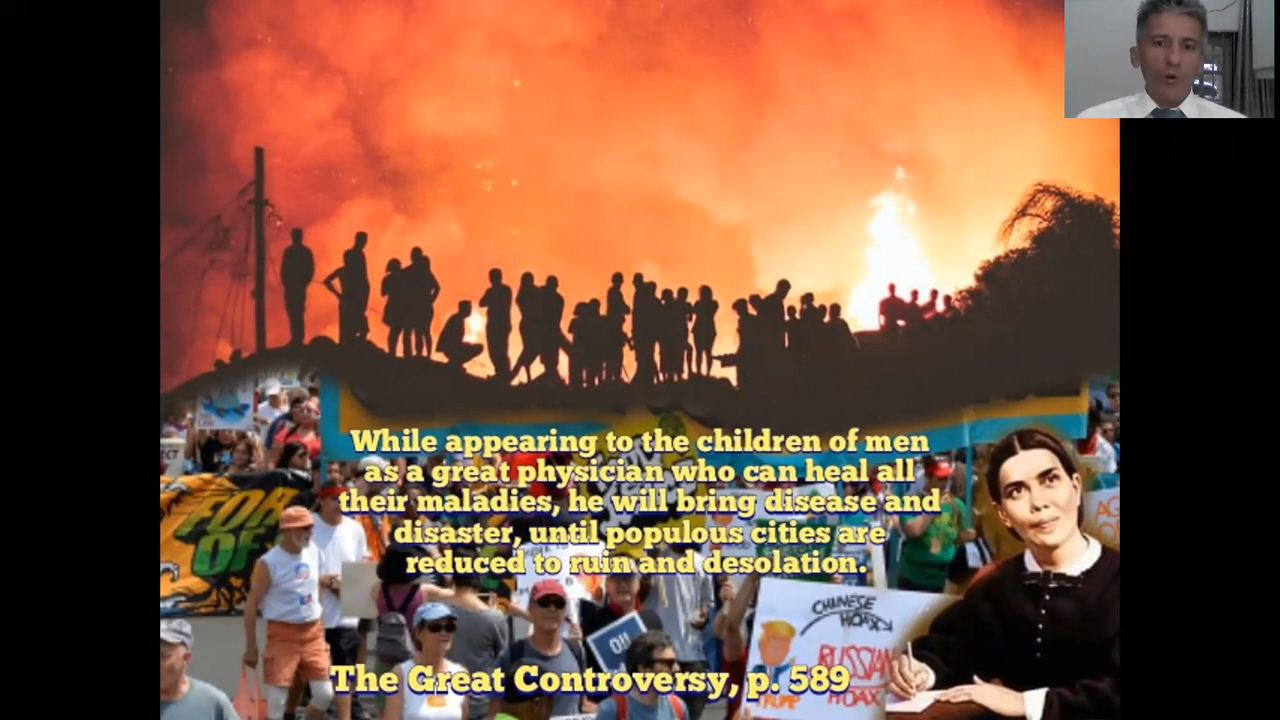 While appearing to the children of men
as a great physician who can heal all
their maladies, he will bring disease and
disaster, until populous cities are
reduced to ruin and desolation.
The Great Controversy, p. 589
FOR
OF
CHINESE
HOAX
RUSSIAN
HOAX
TRUMP